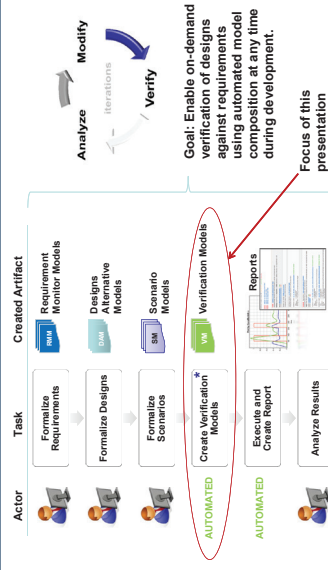 Actor
Task
Created Artifact
Formalize
Requirements
RMM
Requirement
Monitor Models
Formalize Designs
DAM
Designs
Alternative
Models
Formalize
Scenarios
SM
Scenario
Models
AUTOMATED
Create Verification
Models
*
VM
Verification Models
AUTOMATED
Execute and
Create Report
Reports
Analyze Results
Analyze
Modify
Verify
iterations
Goal: Enable on-demand
verification of designs
against requirements
using automated model
composition at any time
during development.
Focus of this
presentation